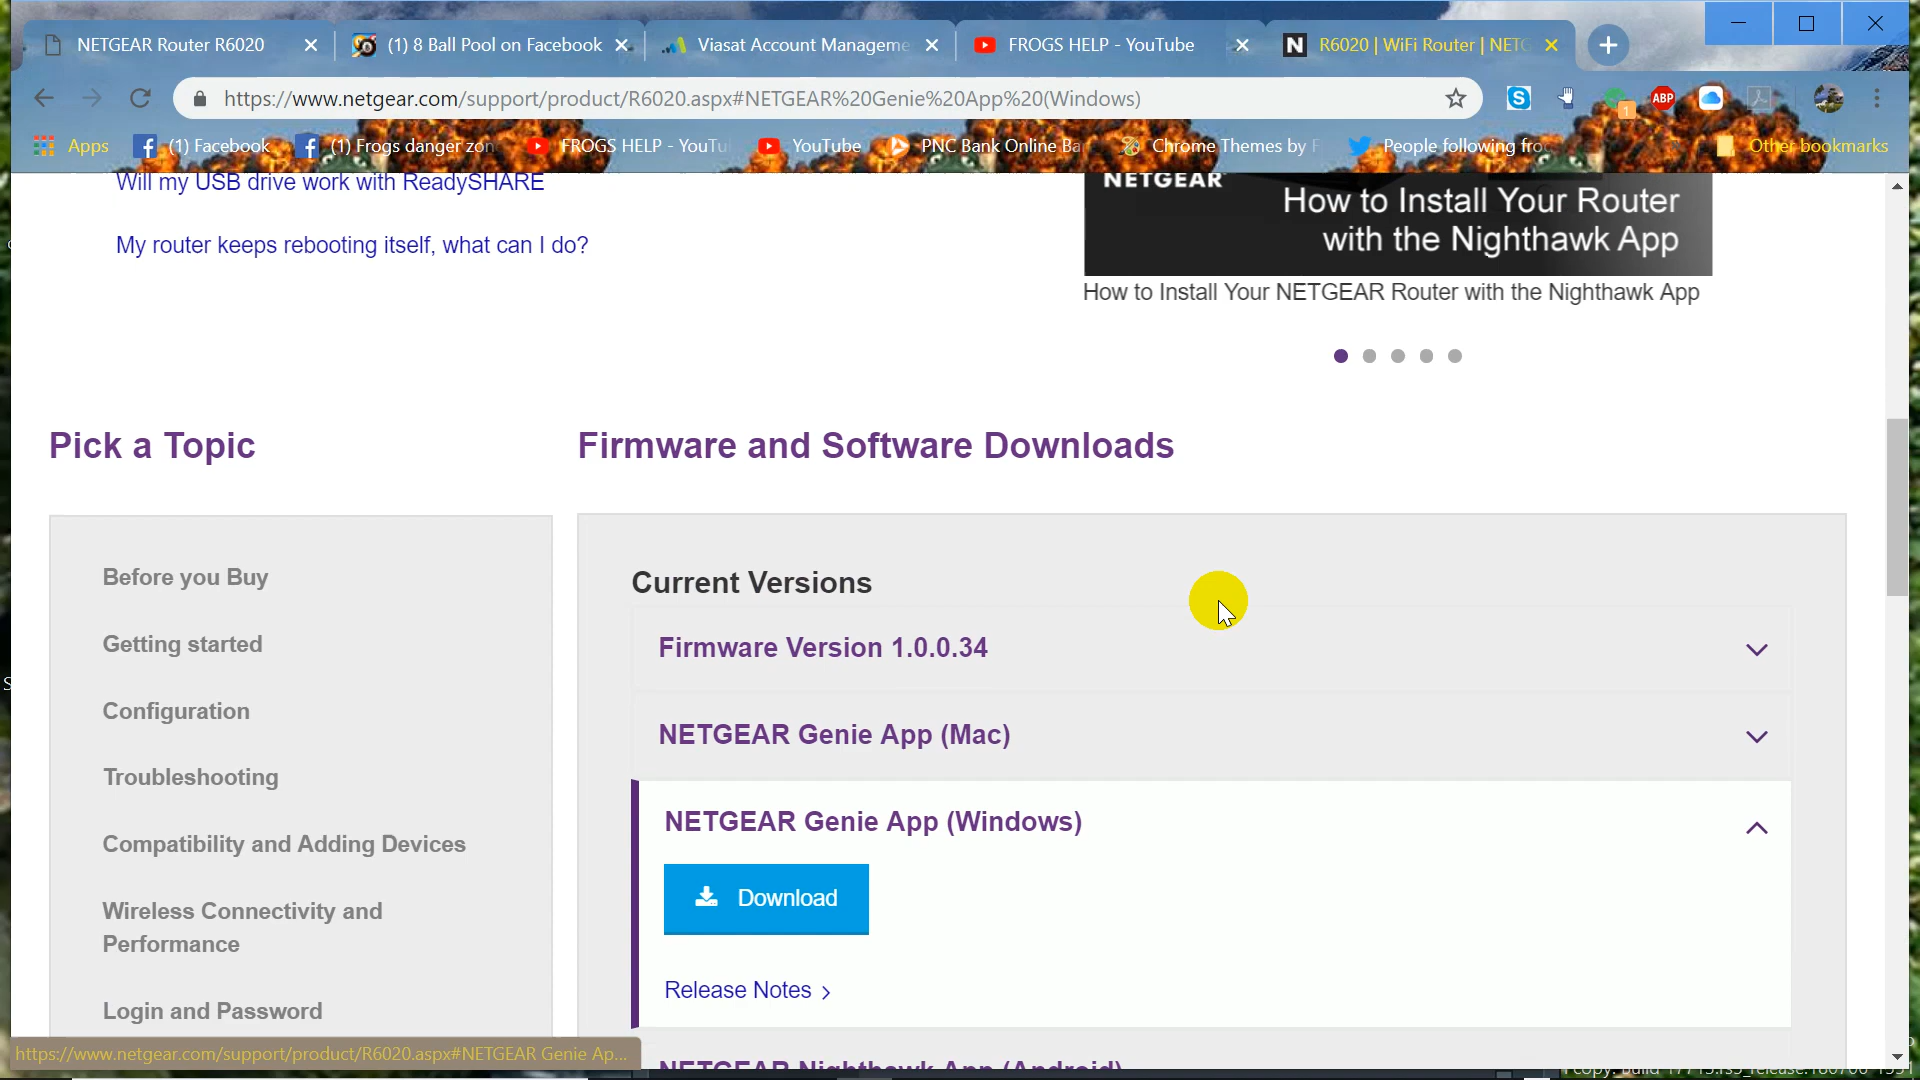 NETGEAR Router R6020
(1) 8 Ball Pool on Facebook
Viasat Account Manageme
FROGS HELP - YouTube
N
R6020 | WiFi Router | NETG
https://www.netgear.com/support/product/R6020.aspx#NETGEAR%20Genie%20App%20(Windows)
S
1
ABP
Apps
(1) Facebook
(1) Frogs danger zon
FROGS HELP - YouTu
YouTube
PNC Bank Online Ba
Chrome Themes by F
People following fro
Other bookmarks
Will my USB drive work with ReadySHARE
My router keeps rebooting itself, what can I do?
NETGEAR
How to Install Your Router
with the Nighthawk App
How to Install Your NETGEAR Router with the Nighthawk App
Pick a Topic
Before you Buy
Getting started
Configuration
Troubleshooting
Compatibility and Adding Devices
Wireless Connectivity and
Performance
Login and Password
Firmware and Software Downloads
Current Versions
Firmware Version 1.0.0.34
NETGEAR Genie App (Mac)
NETGEAR Genie App (Windows)
Download
Release Notes >
NETGEAR Nighthawk App (Android)
https://www.netgear.com/support/product/R6020.aspx#NETGEAR Genie Ap...